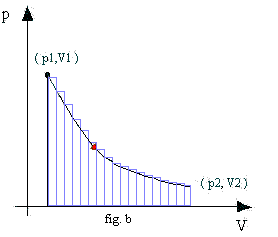 p
( p1,V1 )
( p2, V2 )
fig. b
V